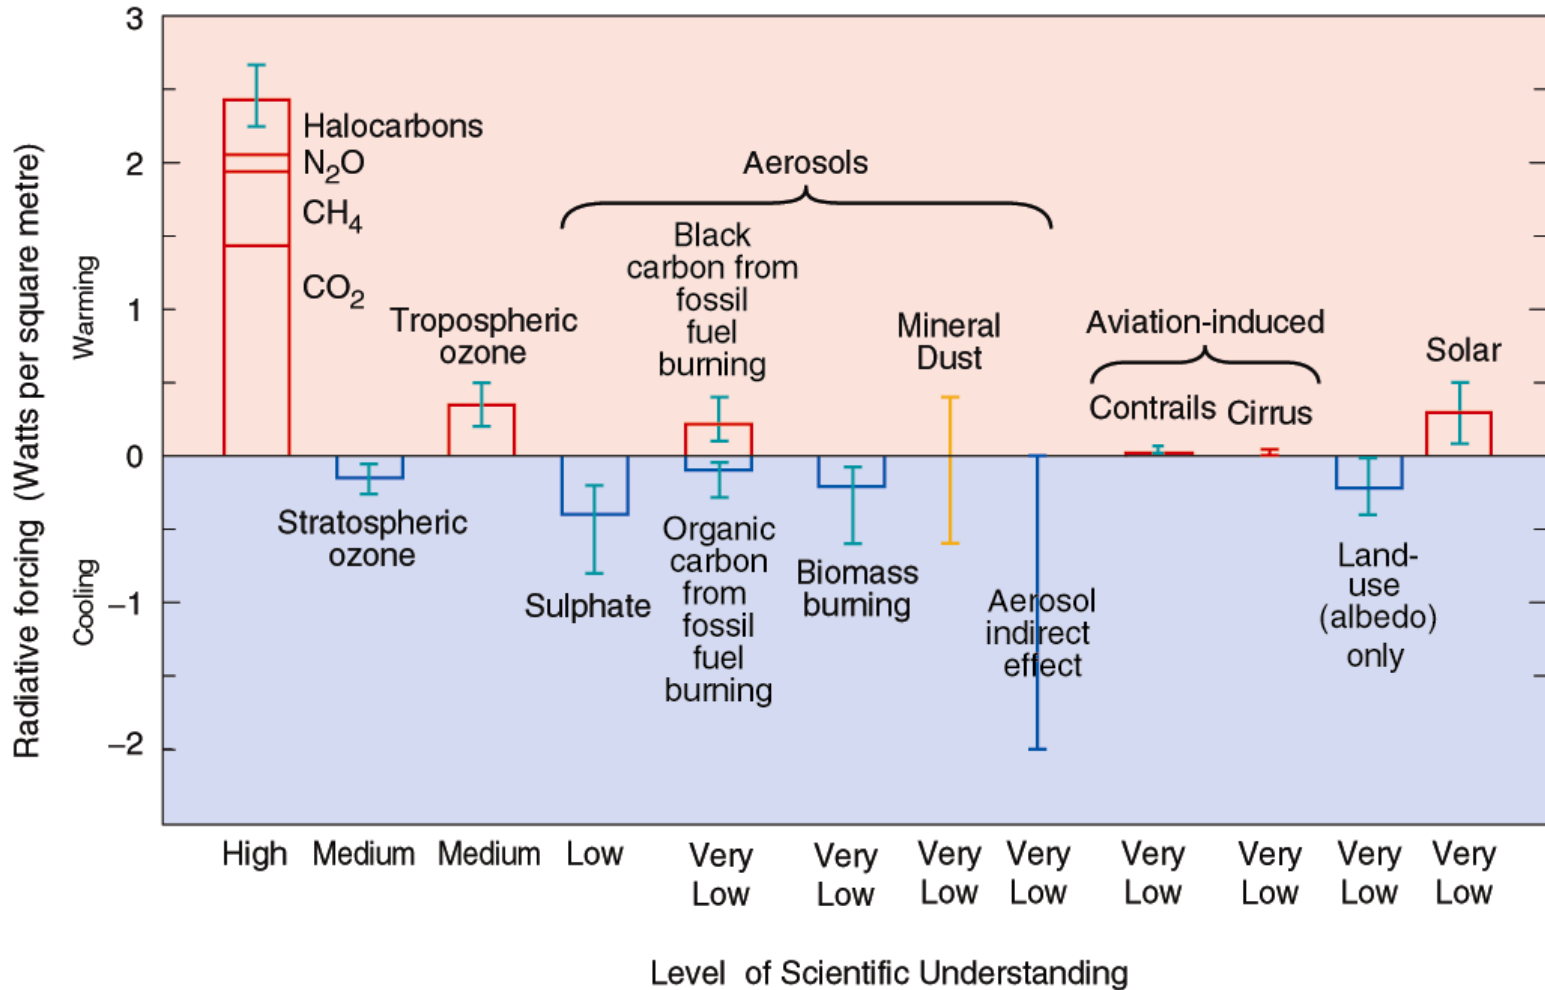 Radiative forcing (Watts per square metre)
Warming
Cooling
3
2
1
0
–1
–2
Halocarbons
N₂O
CH₄
CO₂
Stratospheric
ozone
Tropospheric
ozone
Aerosols
Sulphate
Black
carbon from
fossil
fuel
burning
Organic
carbon
from
fossil
fuel
burning
Biomass
burning
Mineral
Dust
Aerosol
indirect
effect
Aviation-induced
Contrails
Cirrus
Land-
use
(albedo)
only
Solar
High
Medium
Medium
Low
Very
Low
Very
Low
Very
Low
Very
Low
Very
Low
Very
Low
Very
Low
Very
Low
Level of Scientific Understanding